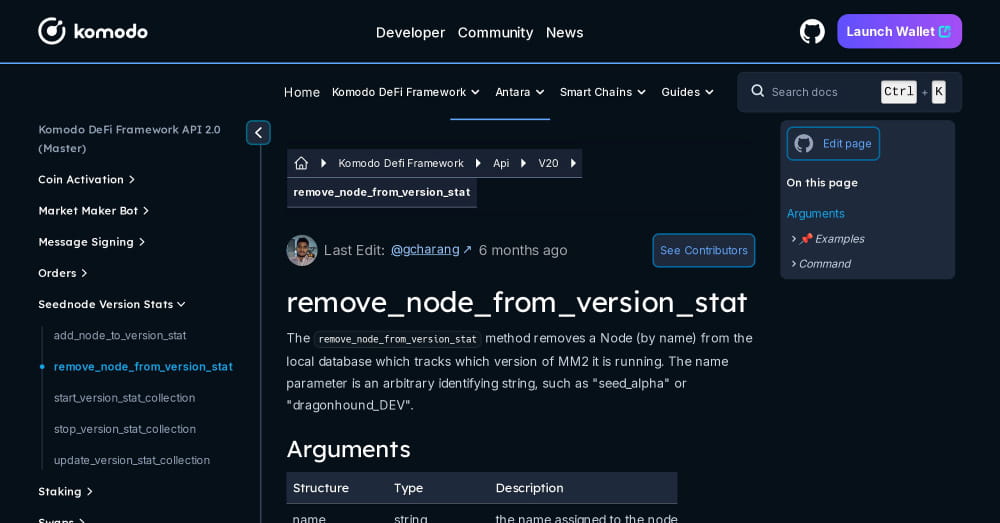 komodo
Developer Community News
Launch Wallet
Home Komodo DeFi Framework Antara Smart Chains Guides
Search docs Ctrl + K
Komodo DeFi Framework API 2.0
(Master)
Coin Activation
Market Maker Bot
Message Signing
Orders
Seednode Version Stats
add_node_to_version_stat
remove_node_from_version_stat
start_version_stat_collection
stop_version_stat_collection
update_version_stat_collection
Staking
Swaps
Komodo Defi Framework Api V20
remove_node_from_version_stat
Last Edit: @gcharang ↗ 6 months ago
See Contributors
remove_node_from_version_stat
The remove_node_from_version_stat method removes a Node (by name) from the
local database which tracks which version of MM2 it is running. The name
parameter is an arbitrary identifying string, such as "seed_alpha" or
"dragonhound_DEV".
Arguments
Structure Type Description
name string the name assigned to the node
Edit page
On this page
Arguments
📌 Examples
Command